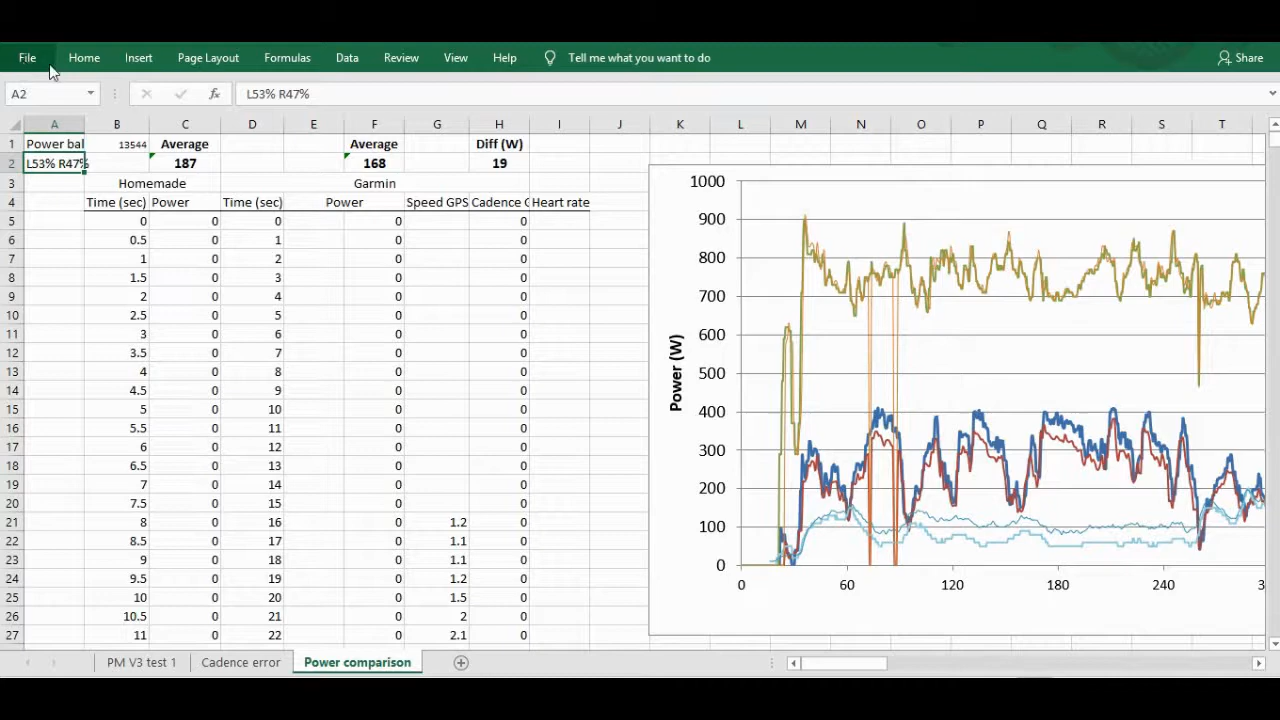 File Home Insert Page Layout Formulas Data Review View Help Tell me what you want to do Share
A2 fx L53% R47%
A B C D E F G H I J K L M N O P Q R S T
1 Power bal 13544 Average Average Diff (W)
2 L53% R47% 187 168 19
3 Homemade Garmin
4 Time (sec) Power Time (sec) Power Speed GPS Cadence G Heart rate
5 0 0 0 0 0
6 0.5 0 1 0 0
7 1 0 2 0 0
8 1.5 0 3 0 0
9 2 0 4 0 0
10 2.5 0 5 0 0
11 3 0 6 0 0
12 3.5 0 7 0 0
13 4 0 8 0 0
14 4.5 0 9 0 0
15 5 0 10 0 0
16 5.5 0 11 0 0
17 6 0 12 0 0
18 6.5 0 13 0 0
19 7 0 14 0 0
20 7.5 0 15 0 0
21 8 0 16 0 1.2 0
22 8.5 0 17 0 1.1 0
23 9 0 18 0 1.1 0
24 9.5 0 19 0 1.2 0
25 10 0 20 0 1.5 0
26 10.5 0 21 0 2 0
27 11 0 22 0 2.1 0
1000
900
800
700
600
500
400
300
200
100
0
Power (W)
0 60 120 180 240 3
PM V3 test 1 Cadence error Power comparison